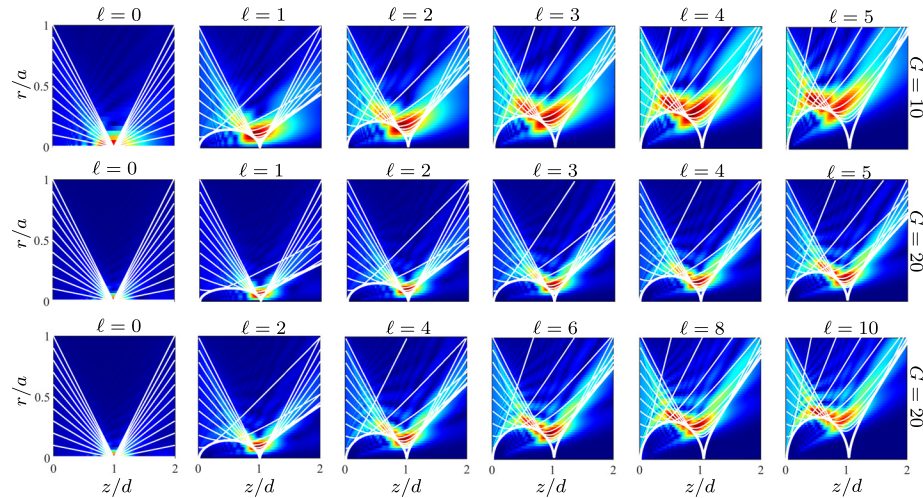 ℓ = 0 ℓ = 1 ℓ = 2 ℓ = 3 ℓ = 4 ℓ = 5
1
r/a
0.5
0
G = 10
ℓ = 0 ℓ = 1 ℓ = 2 ℓ = 3 ℓ = 4 ℓ = 5
1
r/a
0.5
0
G = 20
ℓ = 0 ℓ = 2 ℓ = 4 ℓ = 6 ℓ = 8 ℓ = 10
1
r/a
0.5
0
G = 20
0 1 2 0 1 2 0 1 2 0 1 2 0 1 2 0 1 2
z/d z/d z/d z/d z/d z/d